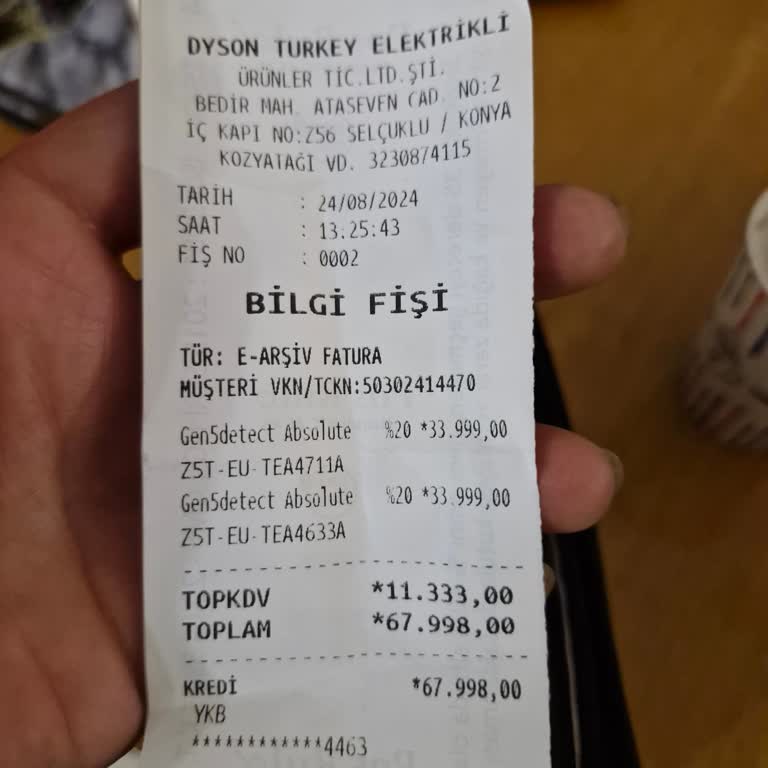 DYSON TURKEY ELEKTRİKLİ
ÜRÜNLER TİC.LTD.ŞTİ.
BEDİR MAH. ATASEVEN CAD. NO:2
İÇ KAPI NO:Z56 SELÇUKLU / KONYA
KOZYATAĞI VD. 3230874115
TARİH : 24/08/2024
SAAT : 13:25:43
FİŞ NO : 0002
BİLGİ FİŞİ
TÜR: E-ARŞİV FATURA
MÜŞTERİ VKN/TCKN:50302414470
Gen5detect Absolute %20 *33.999,00
Z5T-EU-TEA4711A
Gen5detect Absolute %20 *33.999,00
Z5T-EU-TEA4633A
TOPKDV *11.333,00
TOPLAM *67.998,00
KREDİ *67.998,00
YKB
************4463